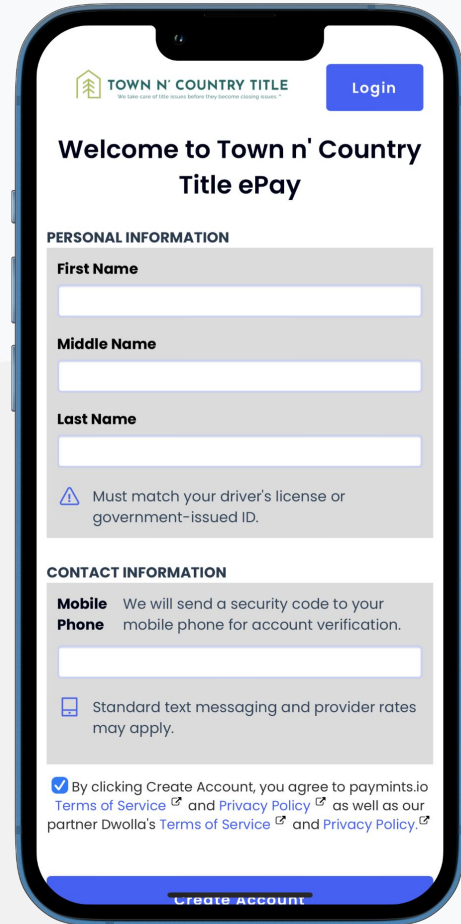 TOWN N' COUNTRY TITLE
We take care of title issues before they become closing issues.™
Login
Welcome to Town n' Country
Title ePay
PERSONAL INFORMATION
First Name
Middle Name
Last Name
Must match your driver's license or
government-issued ID.
CONTACT INFORMATION
Mobile We will send a security code to your
Phone mobile phone for account verification.
Standard text messaging and provider rates
may apply.
By clicking Create Account, you agree to paymints.io
Terms of Service and Privacy Policy as well as our
partner Dwolla's Terms of Service and Privacy Policy.
Create Account